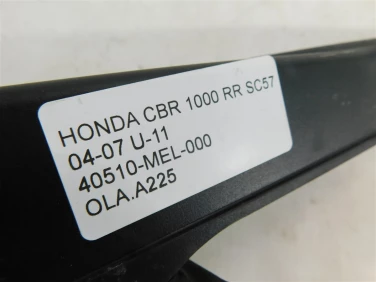 HONDA CBR 1000 RR SC57
04-07 U-11
40510-MEL-000
OLA.A225